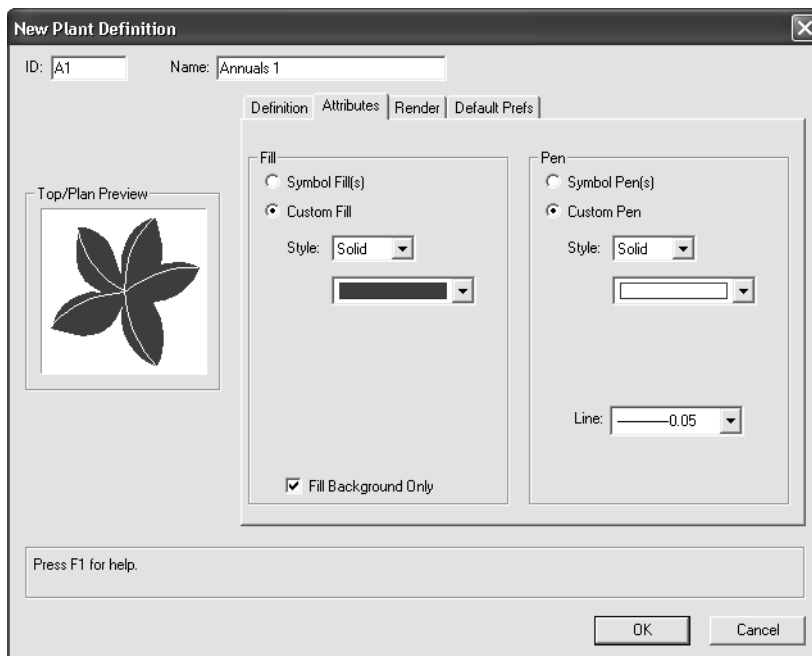 New Plant Definition
ID: A1 Name: Annuals 1
Definition Attributes Render Default Prefs
Top/Plan Preview
Fill
Symbol Fill(s)
Custom Fill
Style: Solid
Fill Background Only
Pen
Symbol Pen(s)
Custom Pen
Style: Solid
Line: 0.05
Press F1 for help.
OK Cancel